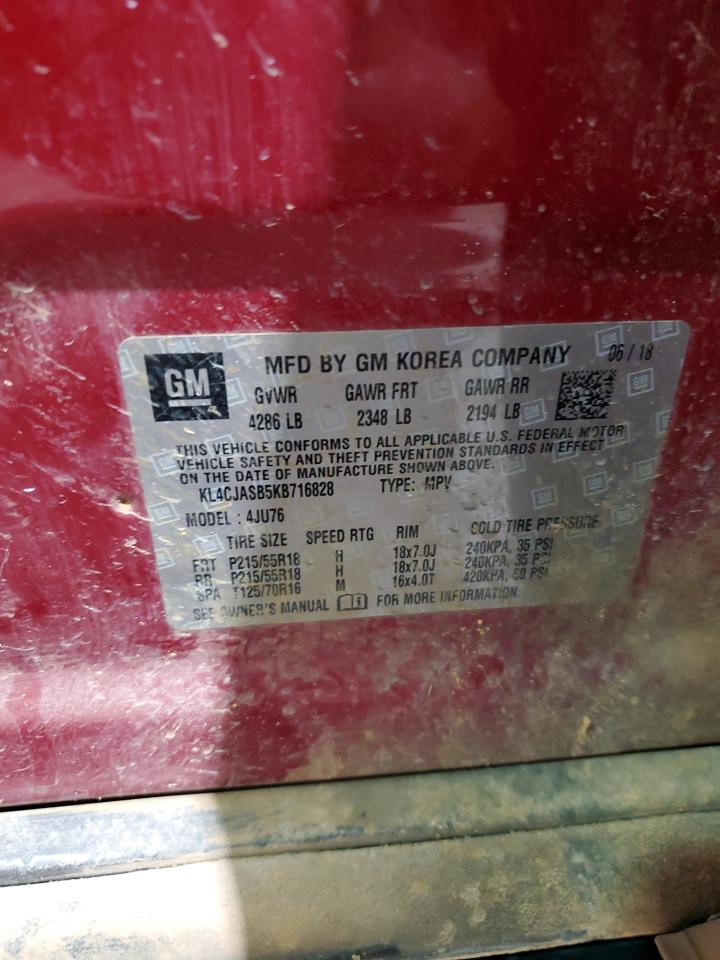 GM
MFD BY GM KOREA COMPANY 06 / 18
GVWR GAWR FRT GAWR RR
4286 LB 2348 LB 2194 LB
THIS VEHICLE CONFORMS TO ALL APPLICABLE U.S. FEDERAL MOTOR
VEHICLE SAFETY AND THEFT PREVENTION STANDARDS IN EFFECT
ON THE DATE OF MANUFACTURE SHOWN ABOVE.
KL4CJASB5KB716828 TYPE: MPV
MODEL : 4JU76
TIRE SIZE SPEED RTG RIM COLD TIRE PRESSURE
FRT P215/55R18 H 18x7.0J 240KPA, 35 PSI
RR P215/55R18 H 18x7.0J 240KPA, 35 PSI
SPA T125/70R16 M 16x4.0T 420KPA, 60 PSI
SEE OWNER'S MANUAL FOR MORE INFORMATION.